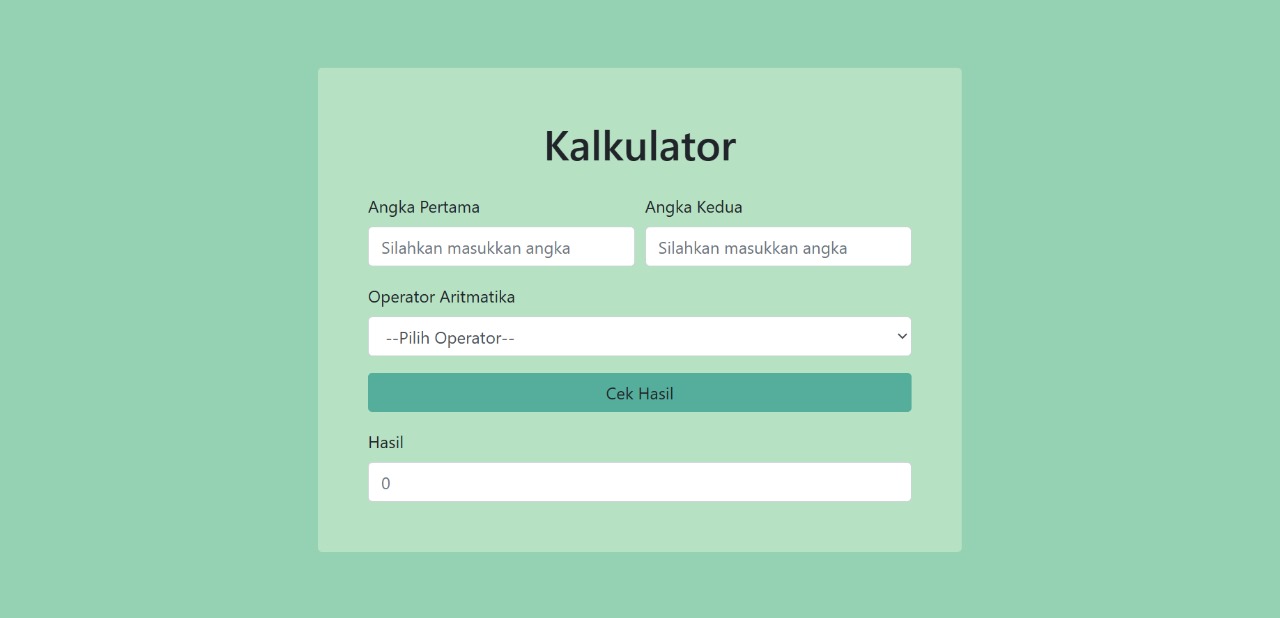 Kalkulator
Angka Pertama
Angka Kedua
Silahkan masukkan angka
Silahkan masukkan angka
Operator Aritmatika
--Pilih Operator--
Cek Hasil
Hasil
0